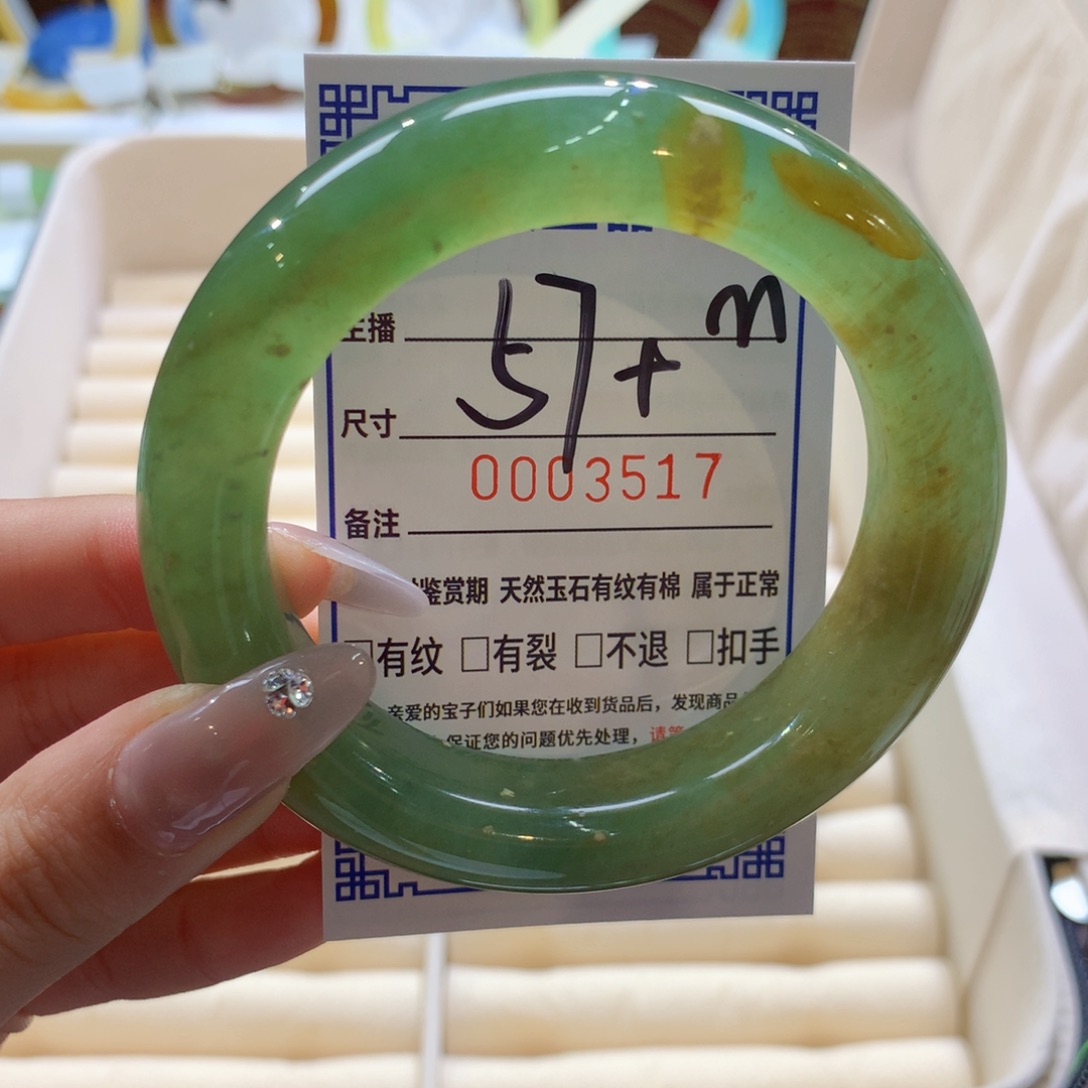 主播 m
尺寸 57+
0003517
备注
鉴赏期 天然玉石有纹有棉 属于正常
□有纹 □有裂 □不退 □扣手
亲爱的宝子们如果您在收到货品后，发现商品
保证您的问题优先处理，请